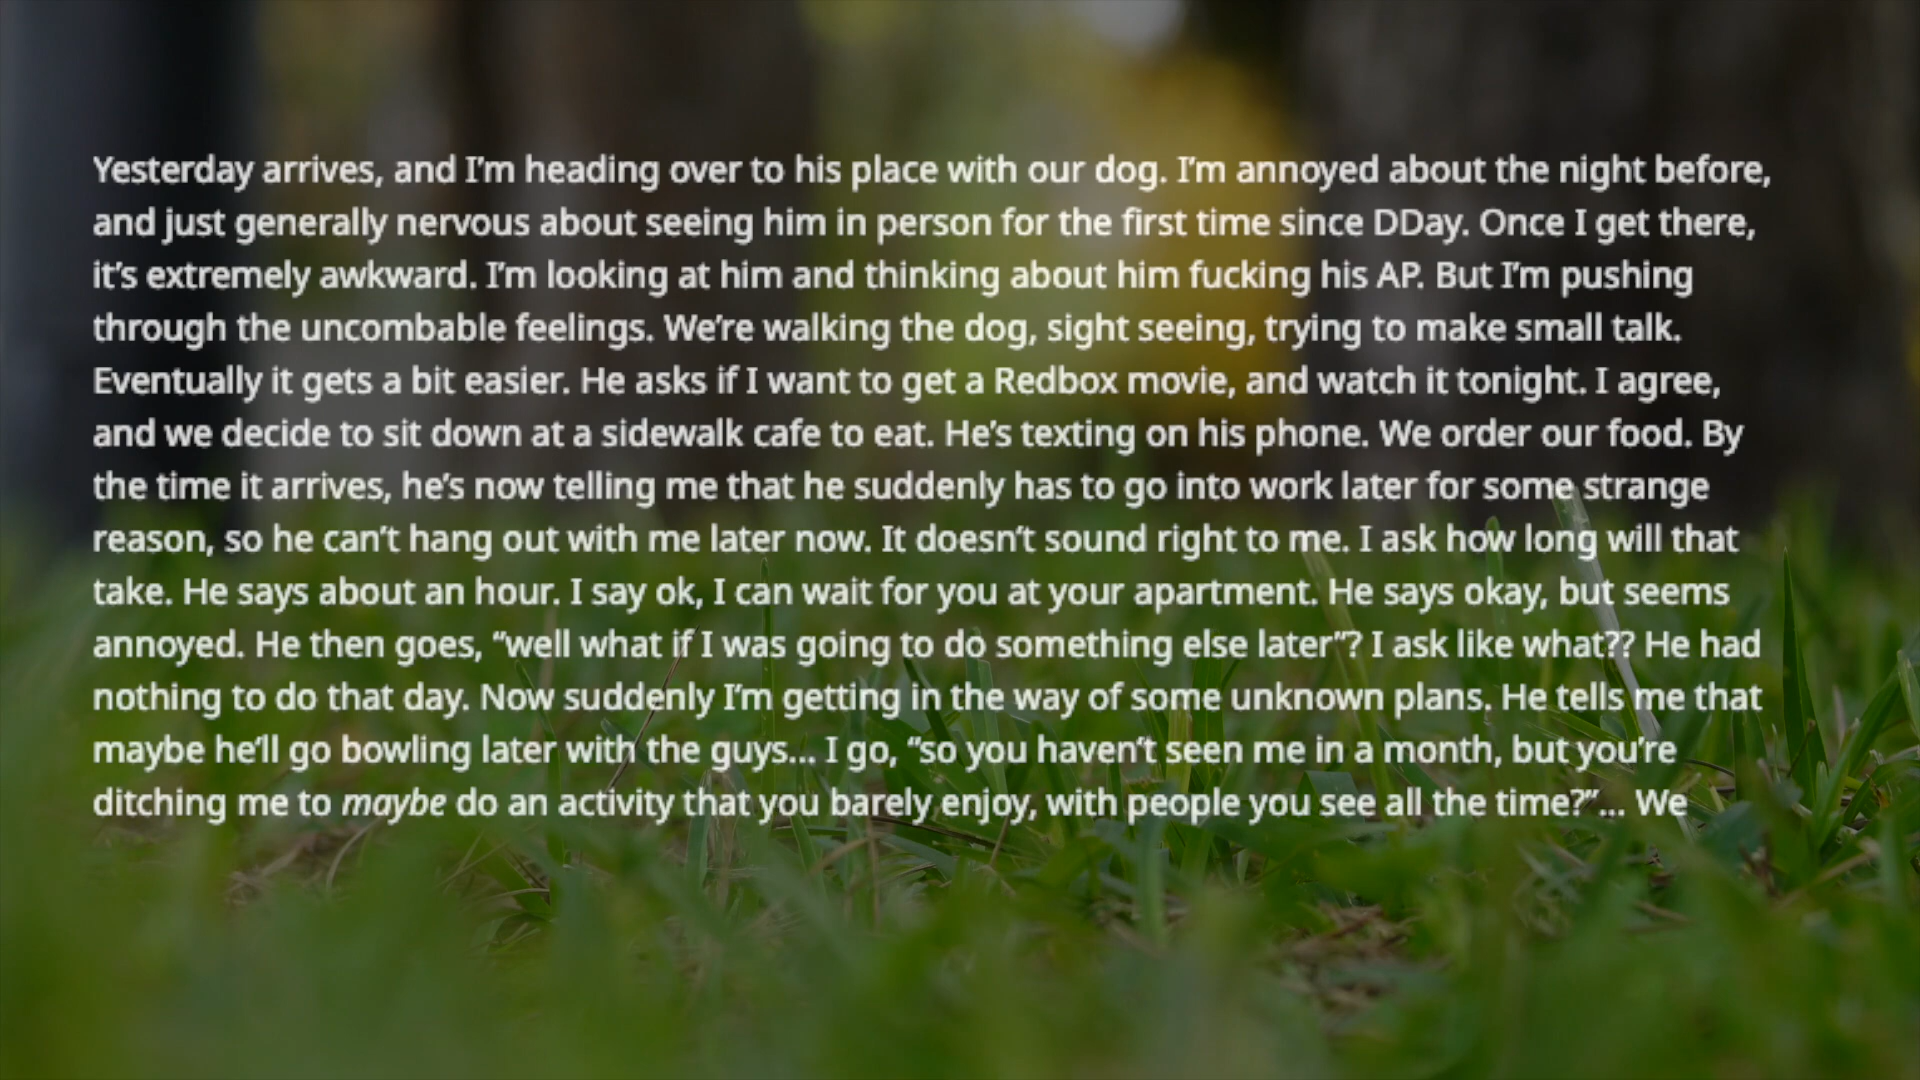 Yesterday arrives, and I’m heading over to his place with our dog. I’m annoyed about the night before,
and just generally nervous about seeing him in person for the first time since DDay. Once I get there,
it’s extremely awkward. I’m looking at him and thinking about him fucking his AP. But I’m pushing
through the uncombable feelings. We’re walking the dog, sight seeing, trying to make small talk.
Eventually it gets a bit easier. He asks if I want to get a Redbox movie, and watch it tonight. I agree,
and we decide to sit down at a sidewalk cafe to eat. He’s texting on his phone. We order our food. By
the time it arrives, he’s now telling me that he suddenly has to go into work later for some strange
reason, so he can’t hang out with me later now. It doesn’t sound right to me. I ask how long will that
take. He says about an hour. I say ok, I can wait for you at your apartment. He says okay, but seems
annoyed. He then goes, “well what if I was going to do something else later”? I ask like what?? He had
nothing to do that day. Now suddenly I’m getting in the way of some unknown plans. He tells me that
maybe he’ll go bowling later with the guys... I go, “so you haven’t seen me in a month, but you’re
ditching me to maybe do an activity that you barely enjoy, with people you see all the time?”... We